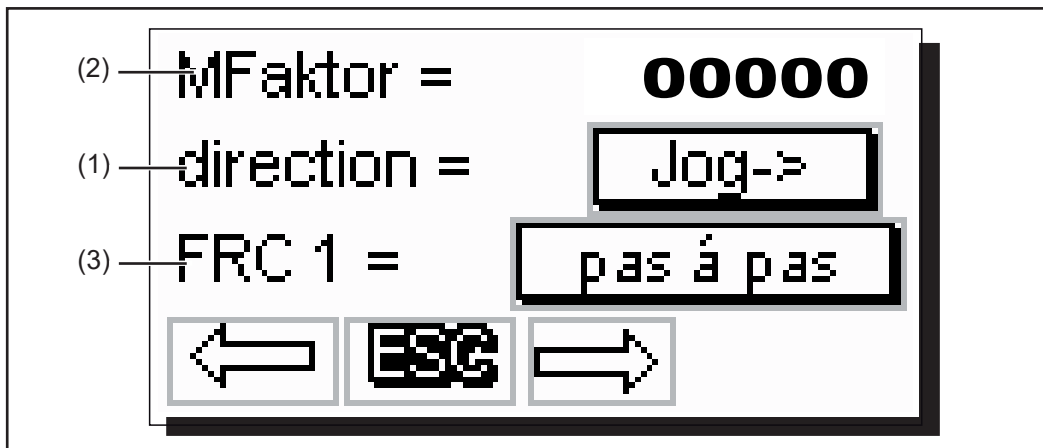 (2) MFaktor = 00000
(1) direction = Jog->
(3) FRC 1 = pas á pas
ESC